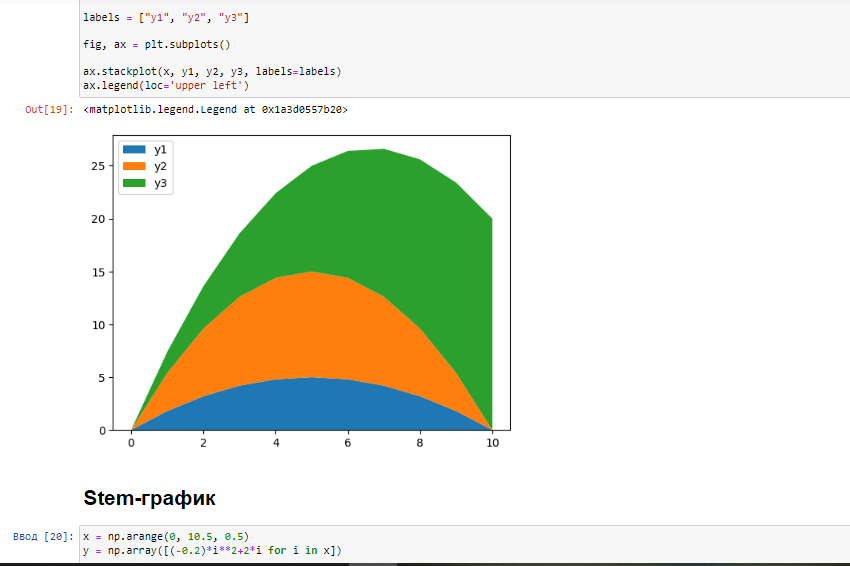 labels = ["y1", "y2", "y3"]
fig, ax = plt.subplots()
ax.stackplot(x, y1, y2, y3, labels=labels)
ax.legend(loc='upper left')
Out[19]: <matplotlib.legend.Legend at 0x1a3d0557b20>
y1
y2
y3
25
20
15
10
5
0
0 2 4 6 8 10
Stem-график
Ввод [20]: x = np.arange(0, 10.5, 0.5)
y = np.array([(-0.2)*i**2+2*i for i in x])